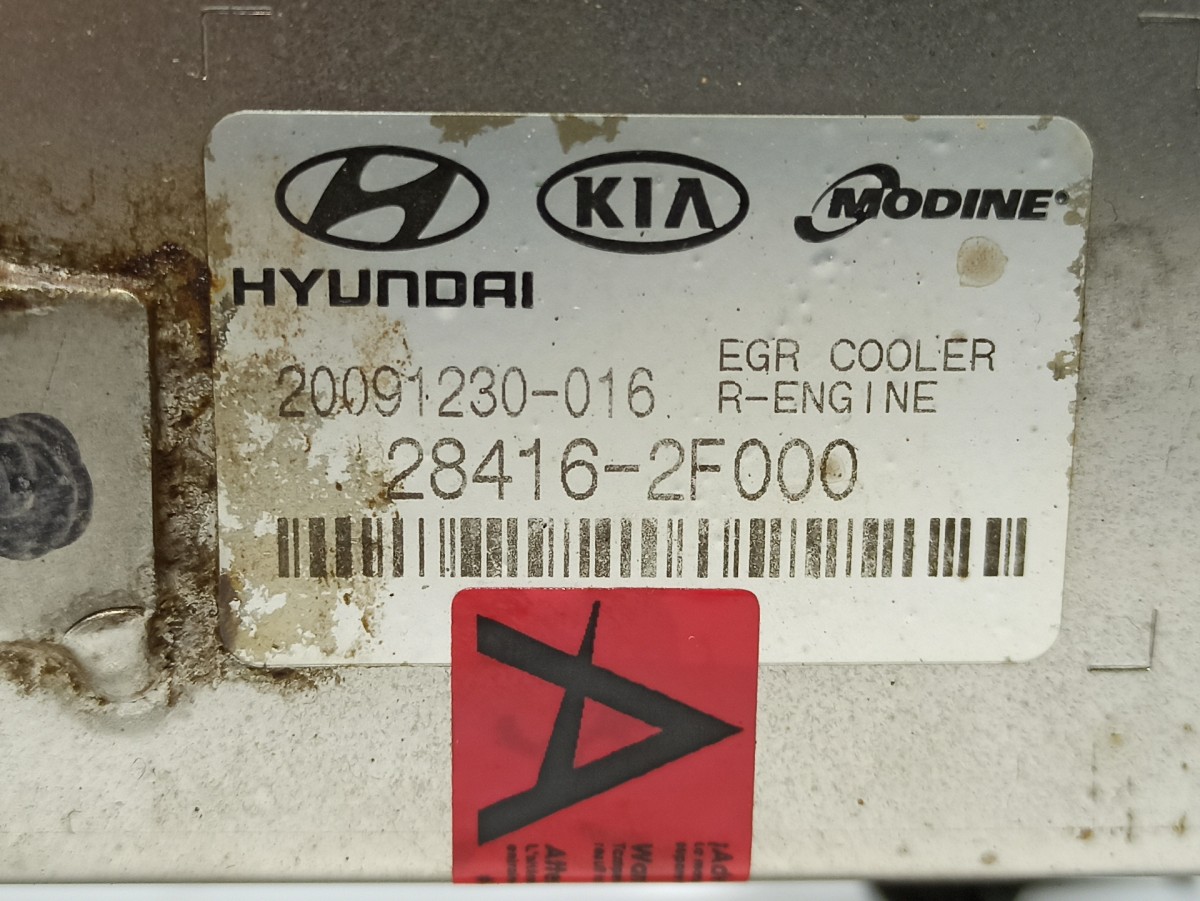 KIA
MODINE
HYUNDAI
EGR COOLER
20091230-016
R-ENGINE
28416-2F000